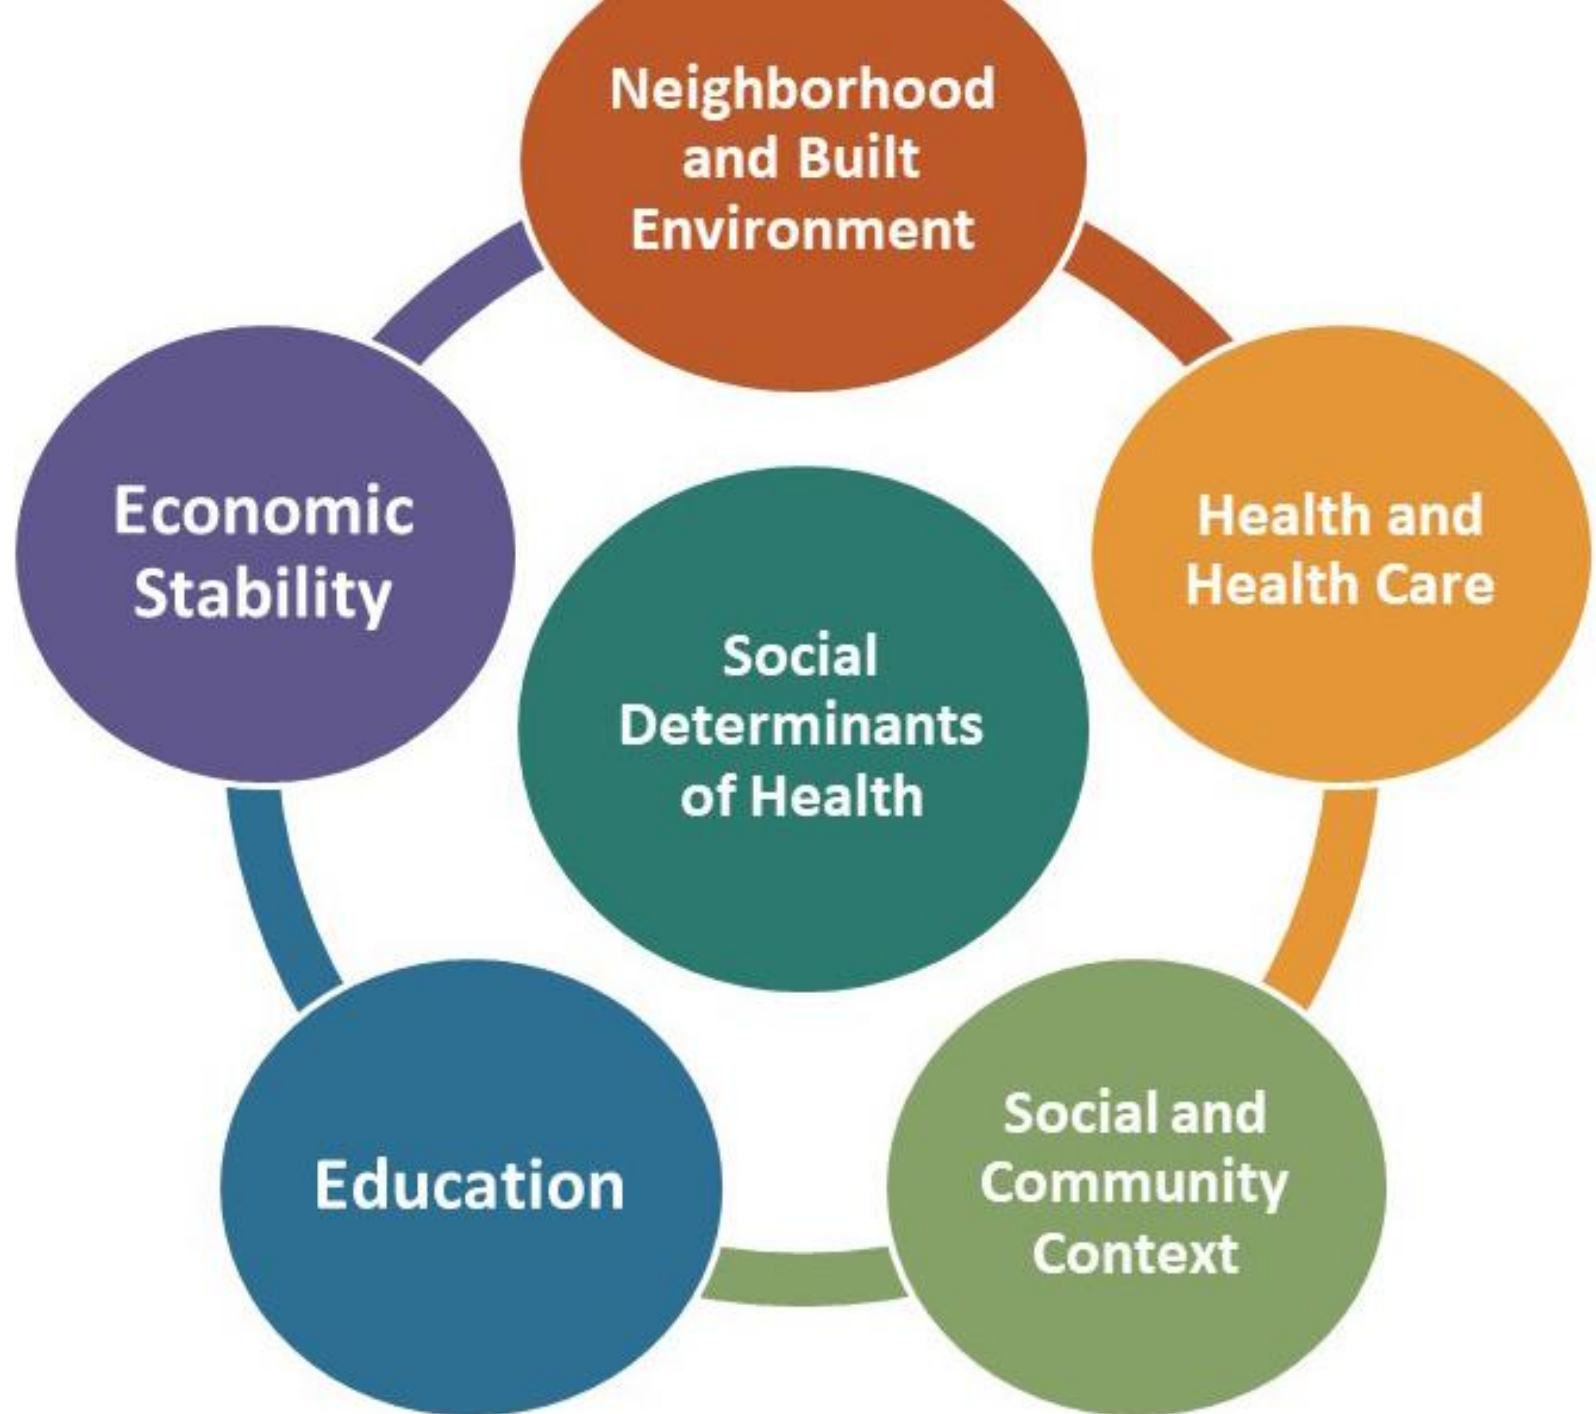 Neighborhood
and Built
Environment
Economic
Stability
Health and
Health Care
Social
Determinants
of Health
Education
Social and
Community
Context